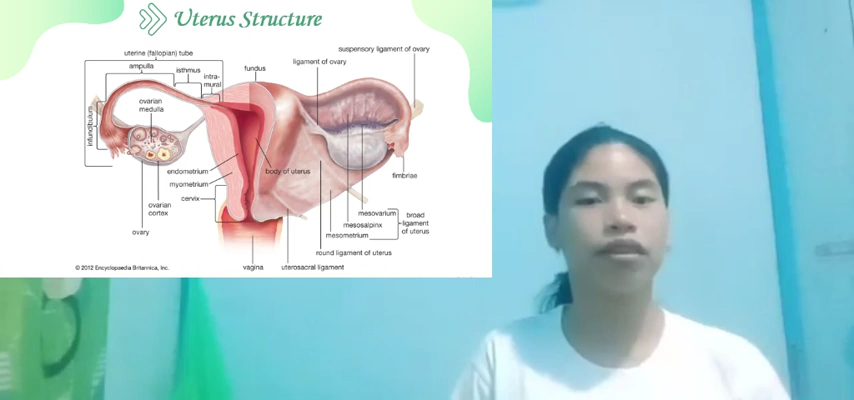 Uterus Structure
suspensory ligament of ovary
uterine (fallopian) tube
ligament of ovary
ampulla
isthmus
fundus
intra-
mural
ovarian
medulla
infundibulum
endometrium
body of uterus
fimbriae
myometrium
cervix
ovarian
cortex
mesovarium
broad
ligament
of uterus
mesosalpinx
ovary
mesometrium
round ligament of uterus
© 2012 Encyclopaedia Britannica, Inc.
vagina
uterosacral ligament